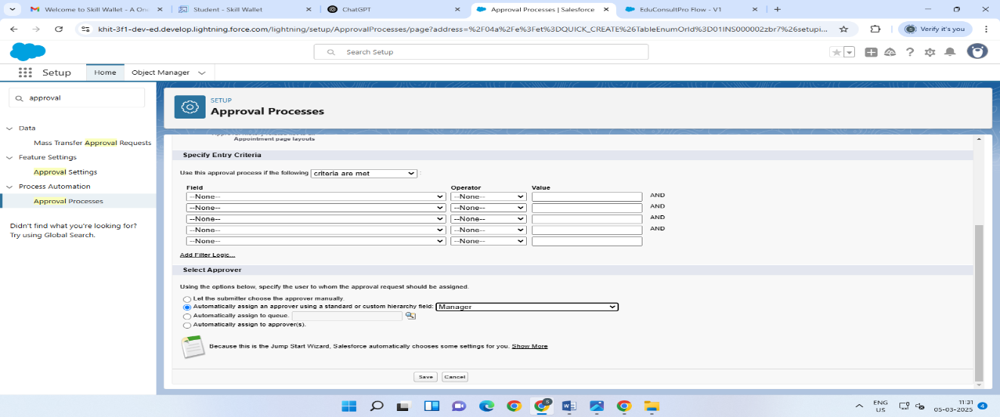 Welcome to Skill Wallet - A On
Student - Skill Wallet
ChatGPT
Approval Processes | Salesforce
EduConsultPro Flow - V1
khit-3f1-dev-ed.develop.lightning.force.com/lightning/setup/ApprovalProcesses/page?address=%2F04a%2Fe%3Fet%3DQUICK_CREATE%26TableEnumOrId%3D01INS000002zbr7%26setupi...
Verify it's you
Search Setup
Setup
Home
Object Manager
approval
Data
Mass Transfer Approval Requests
Feature Settings
Approval Settings
Process Automation
Approval Processes
Didn't find what you're looking for?
Try using Global Search.
SETUP
Approval Processes
Appointment page layouts
Specify Entry Criteria
Use this approval process if the following criteria are met :
Field Operator Value
--None-- --None-- AND
--None-- --None-- AND
--None-- --None-- AND
--None-- --None-- AND
--None-- --None--
Add Filter Logic...
Select Approver
Using the options below, specify the user to whom the approval request should be assigned.
Let the submitter choose the approver manually.
Automatically assign an approver using a standard or custom hierarchy field: Manager
Automatically assign to queue.
Automatically assign to approver(s).
Because this is the Jump Start Wizard, Salesforce automatically chooses some settings for you. Show More
Save Cancel
ENG
US
11:31
05-03-2025
4